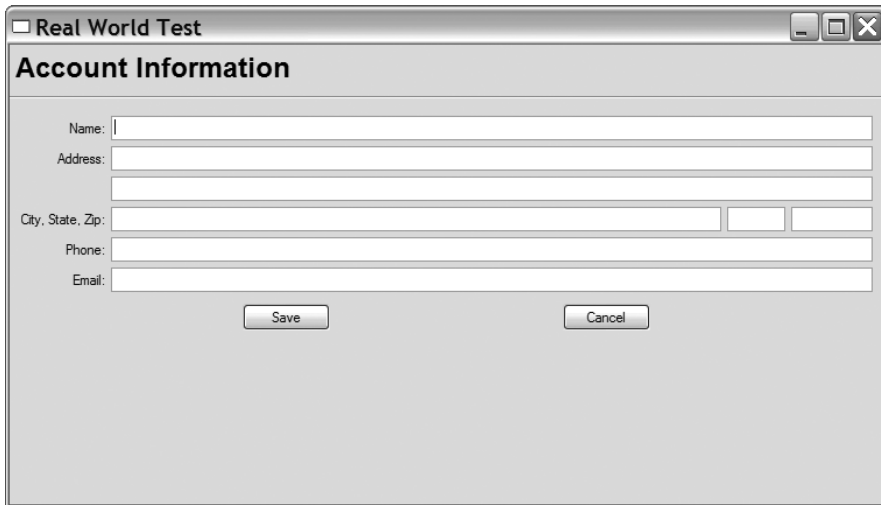 Real World Test
Account Information
Name:
Address:
City, State, Zip:
Phone:
Email:
Save Cancel